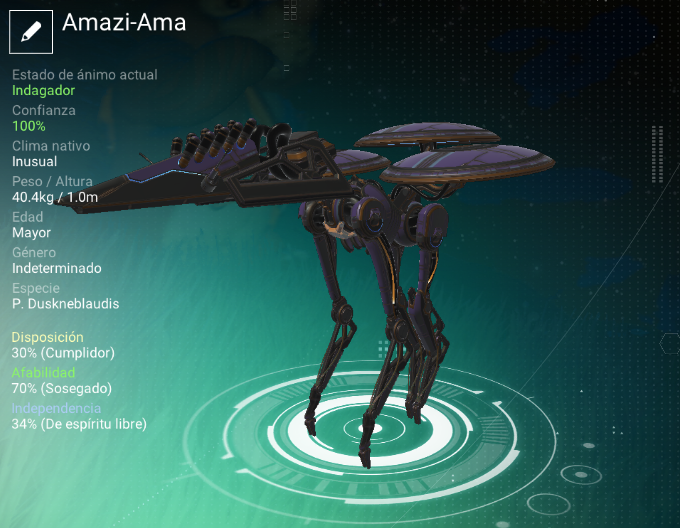 Amazi-Ama
Estado de ánimo actual
Indagador
Confianza
100%
Clima nativo
Inusual
Peso / Altura
40.4kg / 1.0m
Edad
Mayor
Género
Indeterminado
Especie
P. Duskneblaudis
Disposición
30% (Cumplidor)
Afabilidad
70% (Sosegado)
Independencia
34% (De espíritu libre)